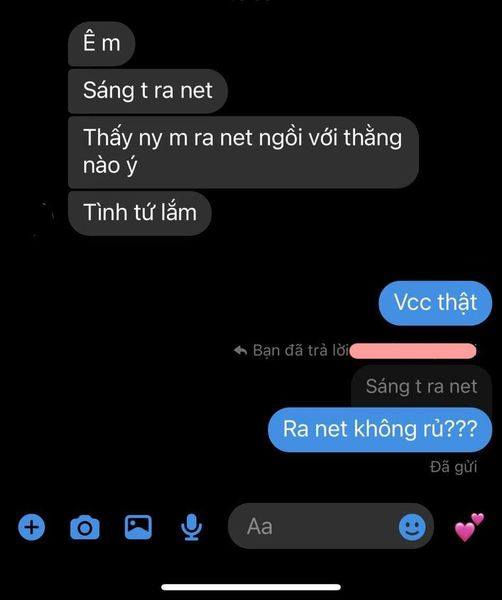 Ê m
Sáng t ra net
Thấy ny m ra net ngồi với thằng
nào ý
Tình tứ lắm
Vcc thật
Bạn đã trả lời
Sáng t ra net
Ra net không rủ???
Đã gửi
Aa